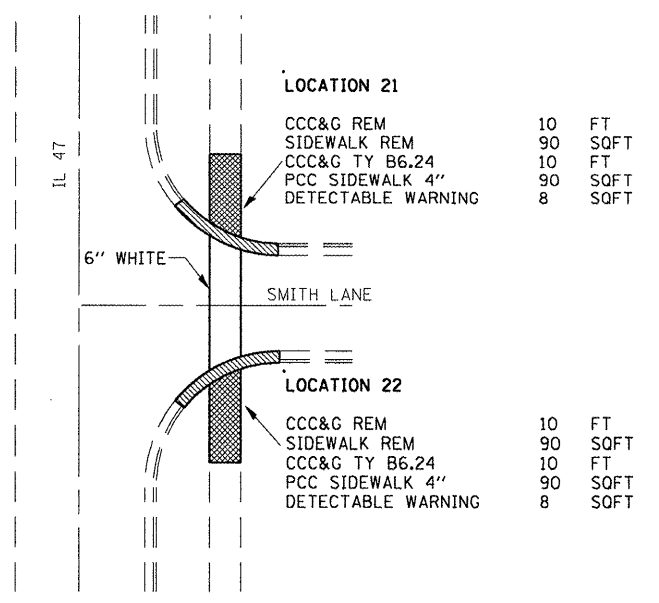 LOCATION 21
CCC&G REM 10 FT
SIDEWALK REM 90 SQFT
CCC&G TY B6.24 10 FT
PCC SIDEWALK 4" 90 SQFT
DETECTABLE WARNING 8 SQFT
IL 47
6" WHITE
SMITH LANE
LOCATION 22
CCC&G REM 10 FT
SIDEWALK REM 90 SQFT
CCC&G TY B6.24 10 FT
PCC SIDEWALK 4" 90 SQFT
DETECTABLE WARNING 8 SQFT